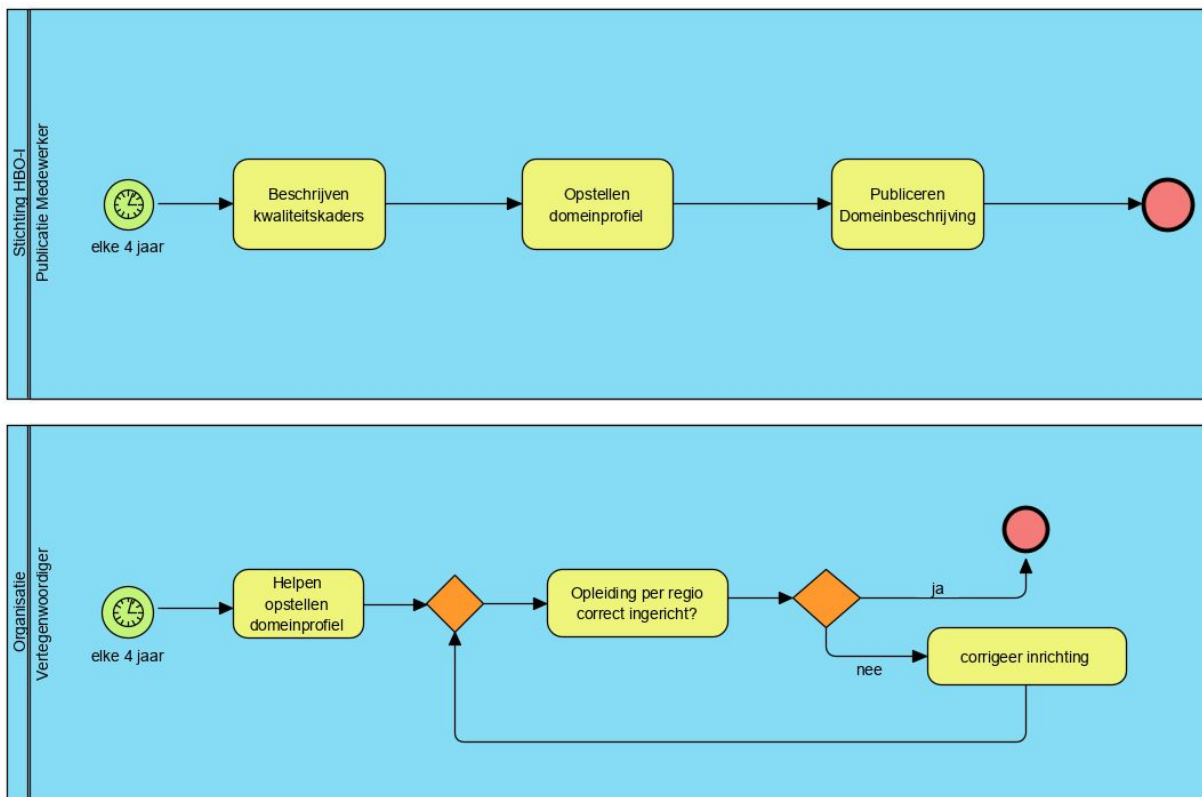 Stichting HBO-I
Publicatie Medewerker
elke 4 jaar
Beschrijven
kwaliteitskaders
Opstellen
domeinprofiel
Publiceren
Domeinbeschrijving
Organisatie
Vertegenwoordiger
elke 4 jaar
Helpen
opstellen
domeinprofiel
Opleiding per regio
correct ingericht?
ja
nee
corrigeer inrichting